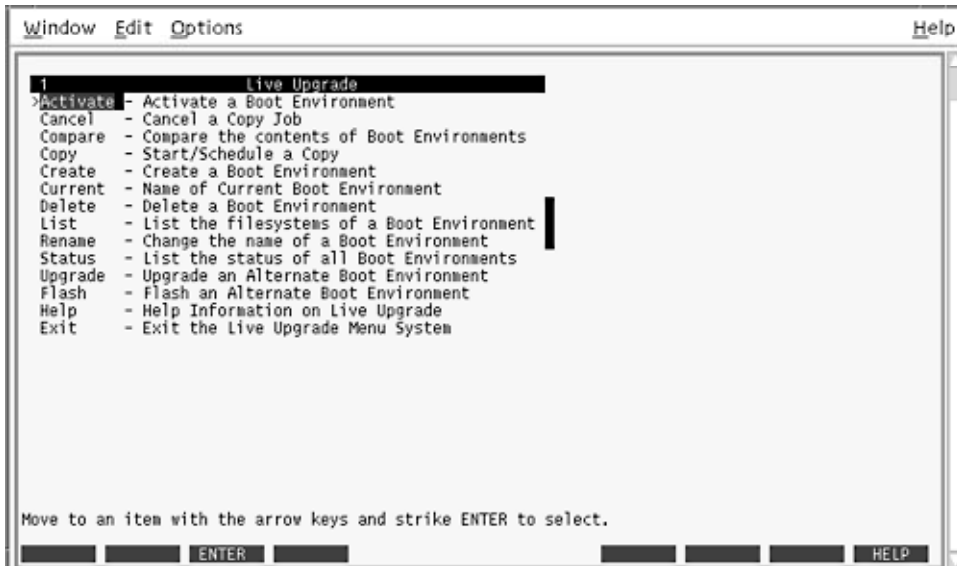 Window Edit Options Help
1 Live Upgrade
>Activate - Activate a Boot Environment
Cancel - Cancel a Copy Job
Compare - Compare the contents of Boot Environments
Copy - Start/Schedule a Copy
Create - Create a Boot Environment
Current - Name of Current Boot Environment
Delete - Delete a Boot Environment
List - List the filesystems of a Boot Environment
Rename - Change the name of a Boot Environment
Status - List the status of all Boot Environments
Upgrade - Upgrade an Alternate Boot Environment
Flash - Flash an Alternate Boot Environment
Help - Help Information on Live Upgrade
Exit - Exit the Live Upgrade Menu System
Move to an item with the arrow keys and strike ENTER to select.
ENTER HELP